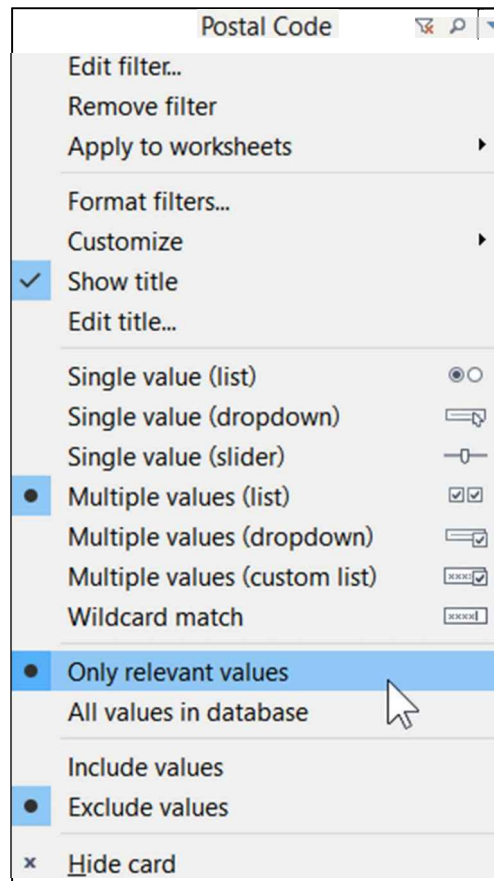 Postal Code
Edit filter...
Remove filter
Apply to worksheets
Format filters...
Customize
Show title
Edit title...
Single value (list)
Single value (dropdown)
Single value (slider)
Multiple values (list)
Multiple values (dropdown)
Multiple values (custom list)
Wildcard match
Only relevant values
All values in database
Include values
Exclude values
Hide card